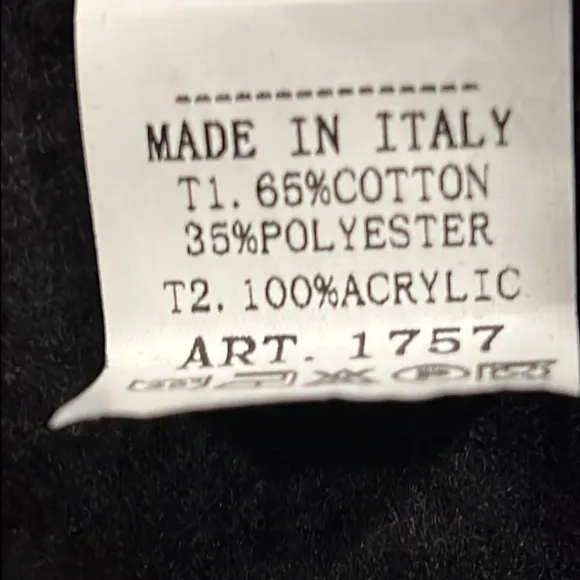 ---------------
MADE IN ITALY
T1. 65%COTTON
35%POLYESTER
T2. 100%ACRYLIC
ART. 1757